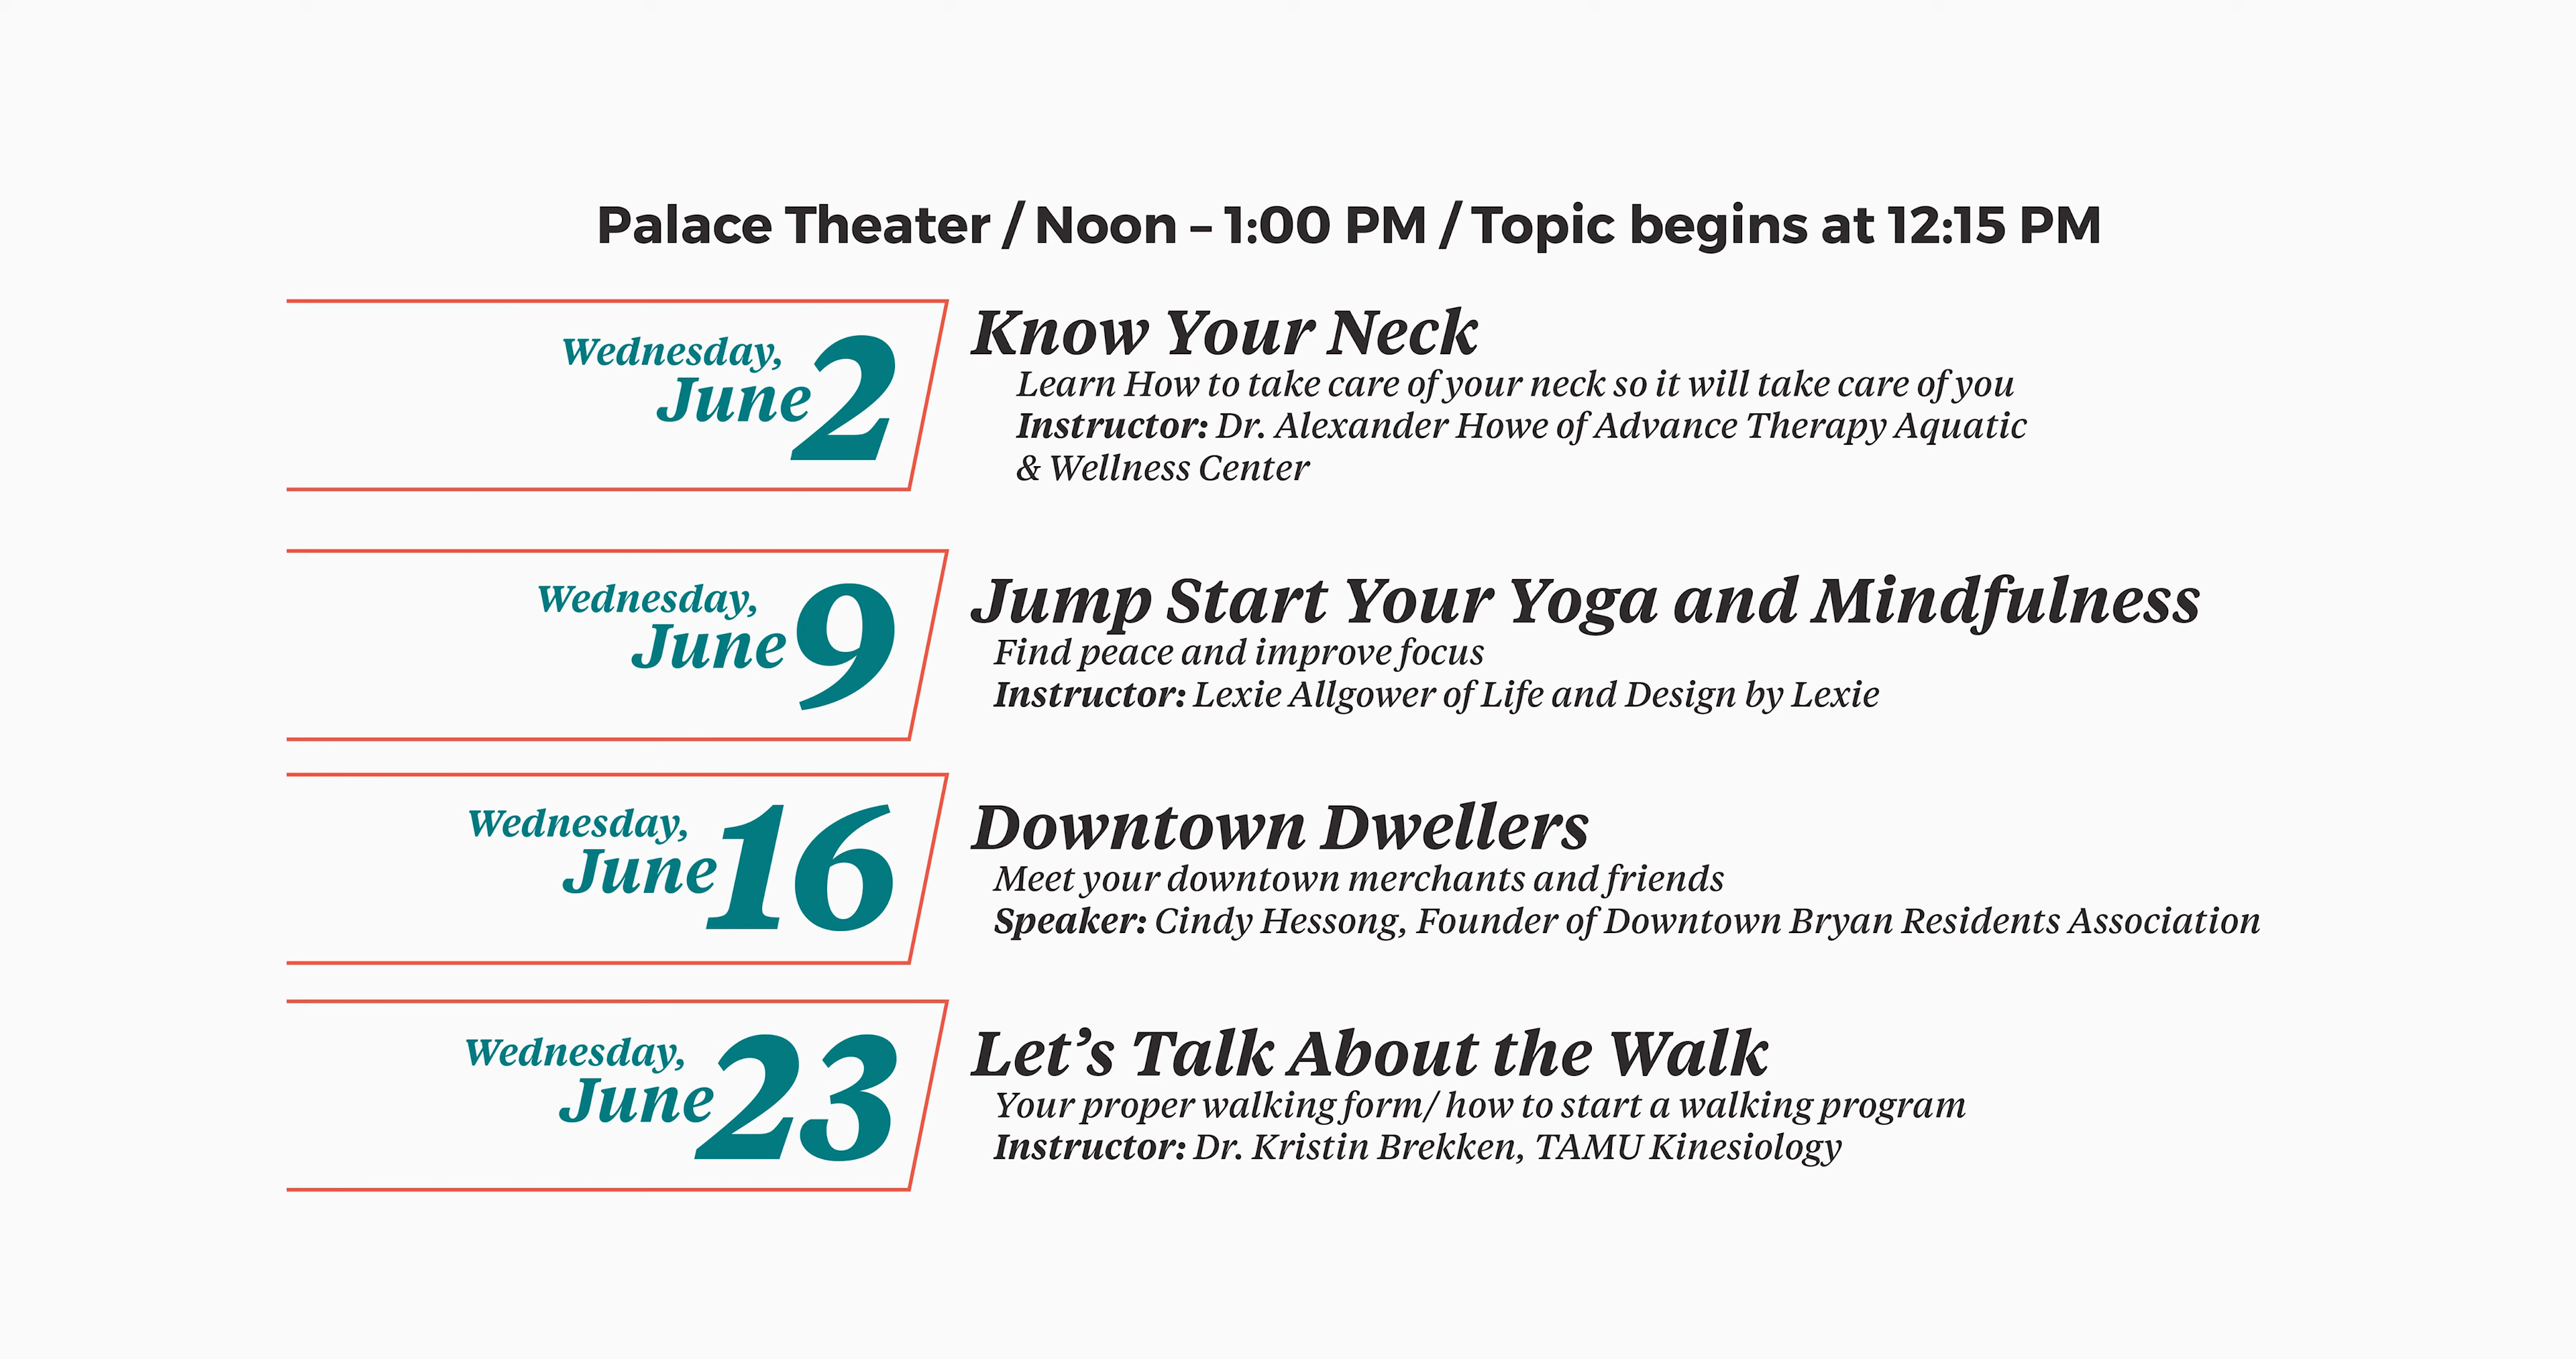 Palace Theater / Noon – 1:00 PM / Topic begins at 12:15 PM
Wednesday,
June 2
Know Your Neck
Learn How to take care of your neck so it will take care of you
Instructor: Dr. Alexander Howe of Advance Therapy Aquatic
& Wellness Center
Wednesday,
June 9
Jump Start Your Yoga and Mindfulness
Find peace and improve focus
Instructor: Lexie Allgower of Life and Design by Lexie
Wednesday,
June 16
Downtown Dwellers
Meet your downtown merchants and friends
Speaker: Cindy Hessong, Founder of Downtown Bryan Residents Association
Wednesday,
June 23
Let’s Talk About the Walk
Your proper walking form/ how to start a walking program
Instructor: Dr. Kristin Brekken, TAMU Kinesiology